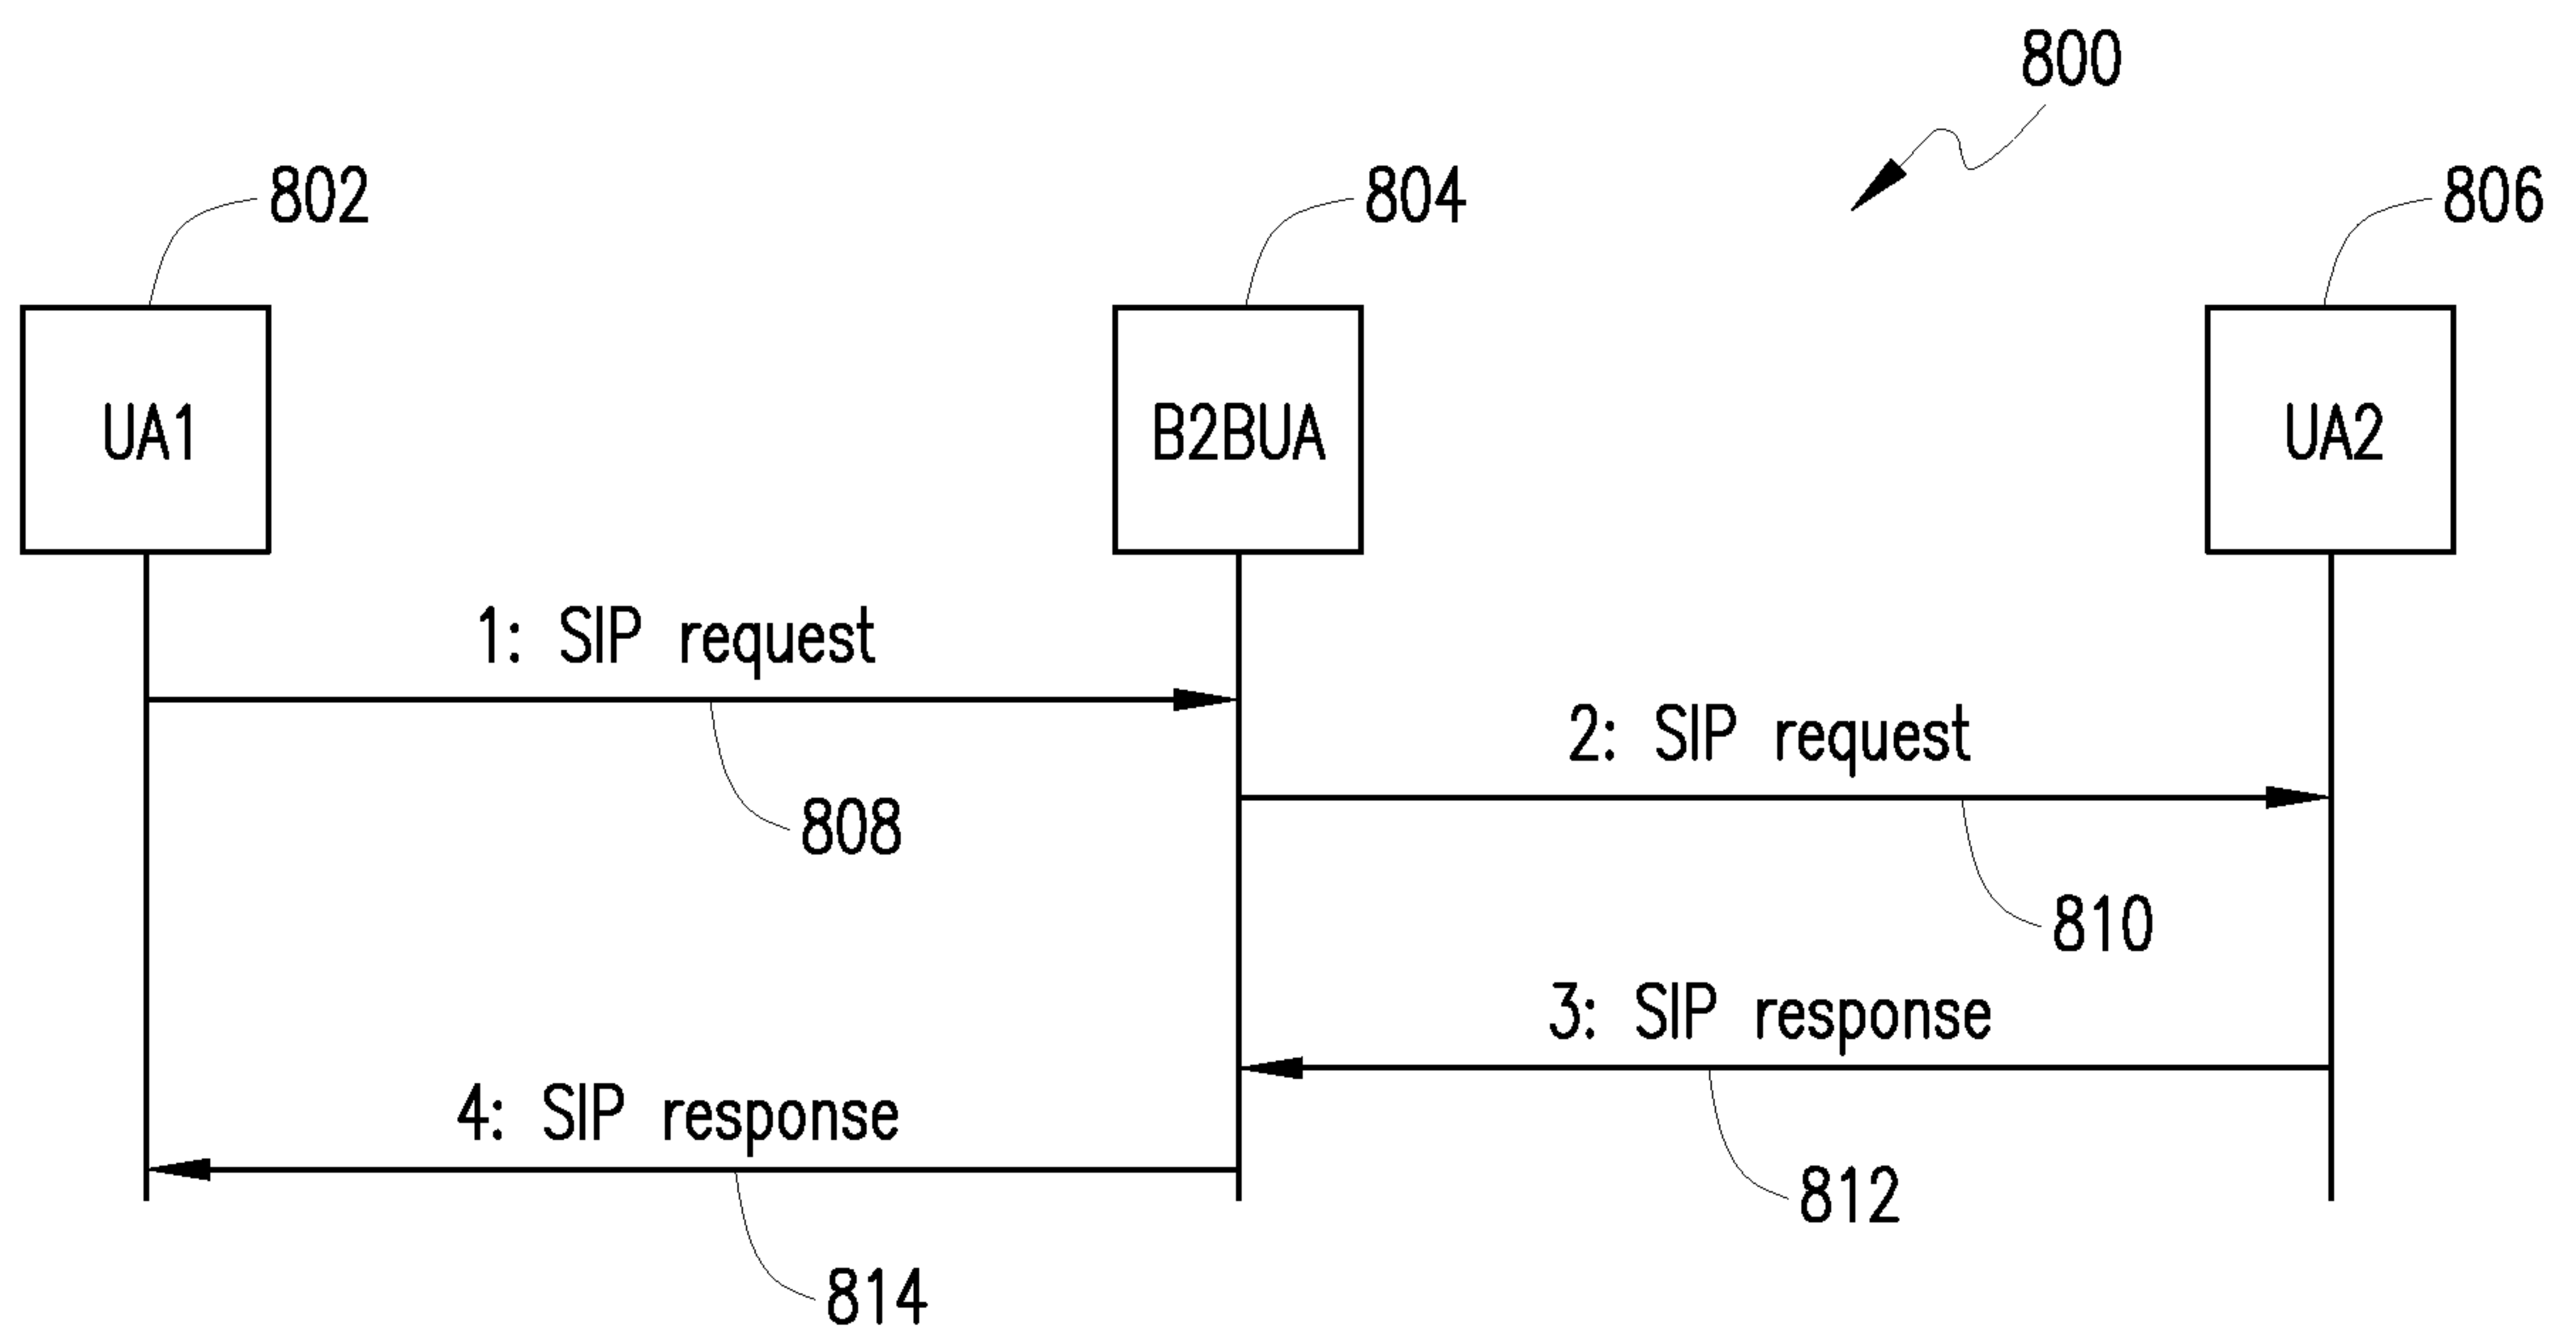 800
802
804
806
UA1
B2BUA
UA2
1: SIP request
808
2: SIP request
810
3: SIP response
812
4: SIP response
814